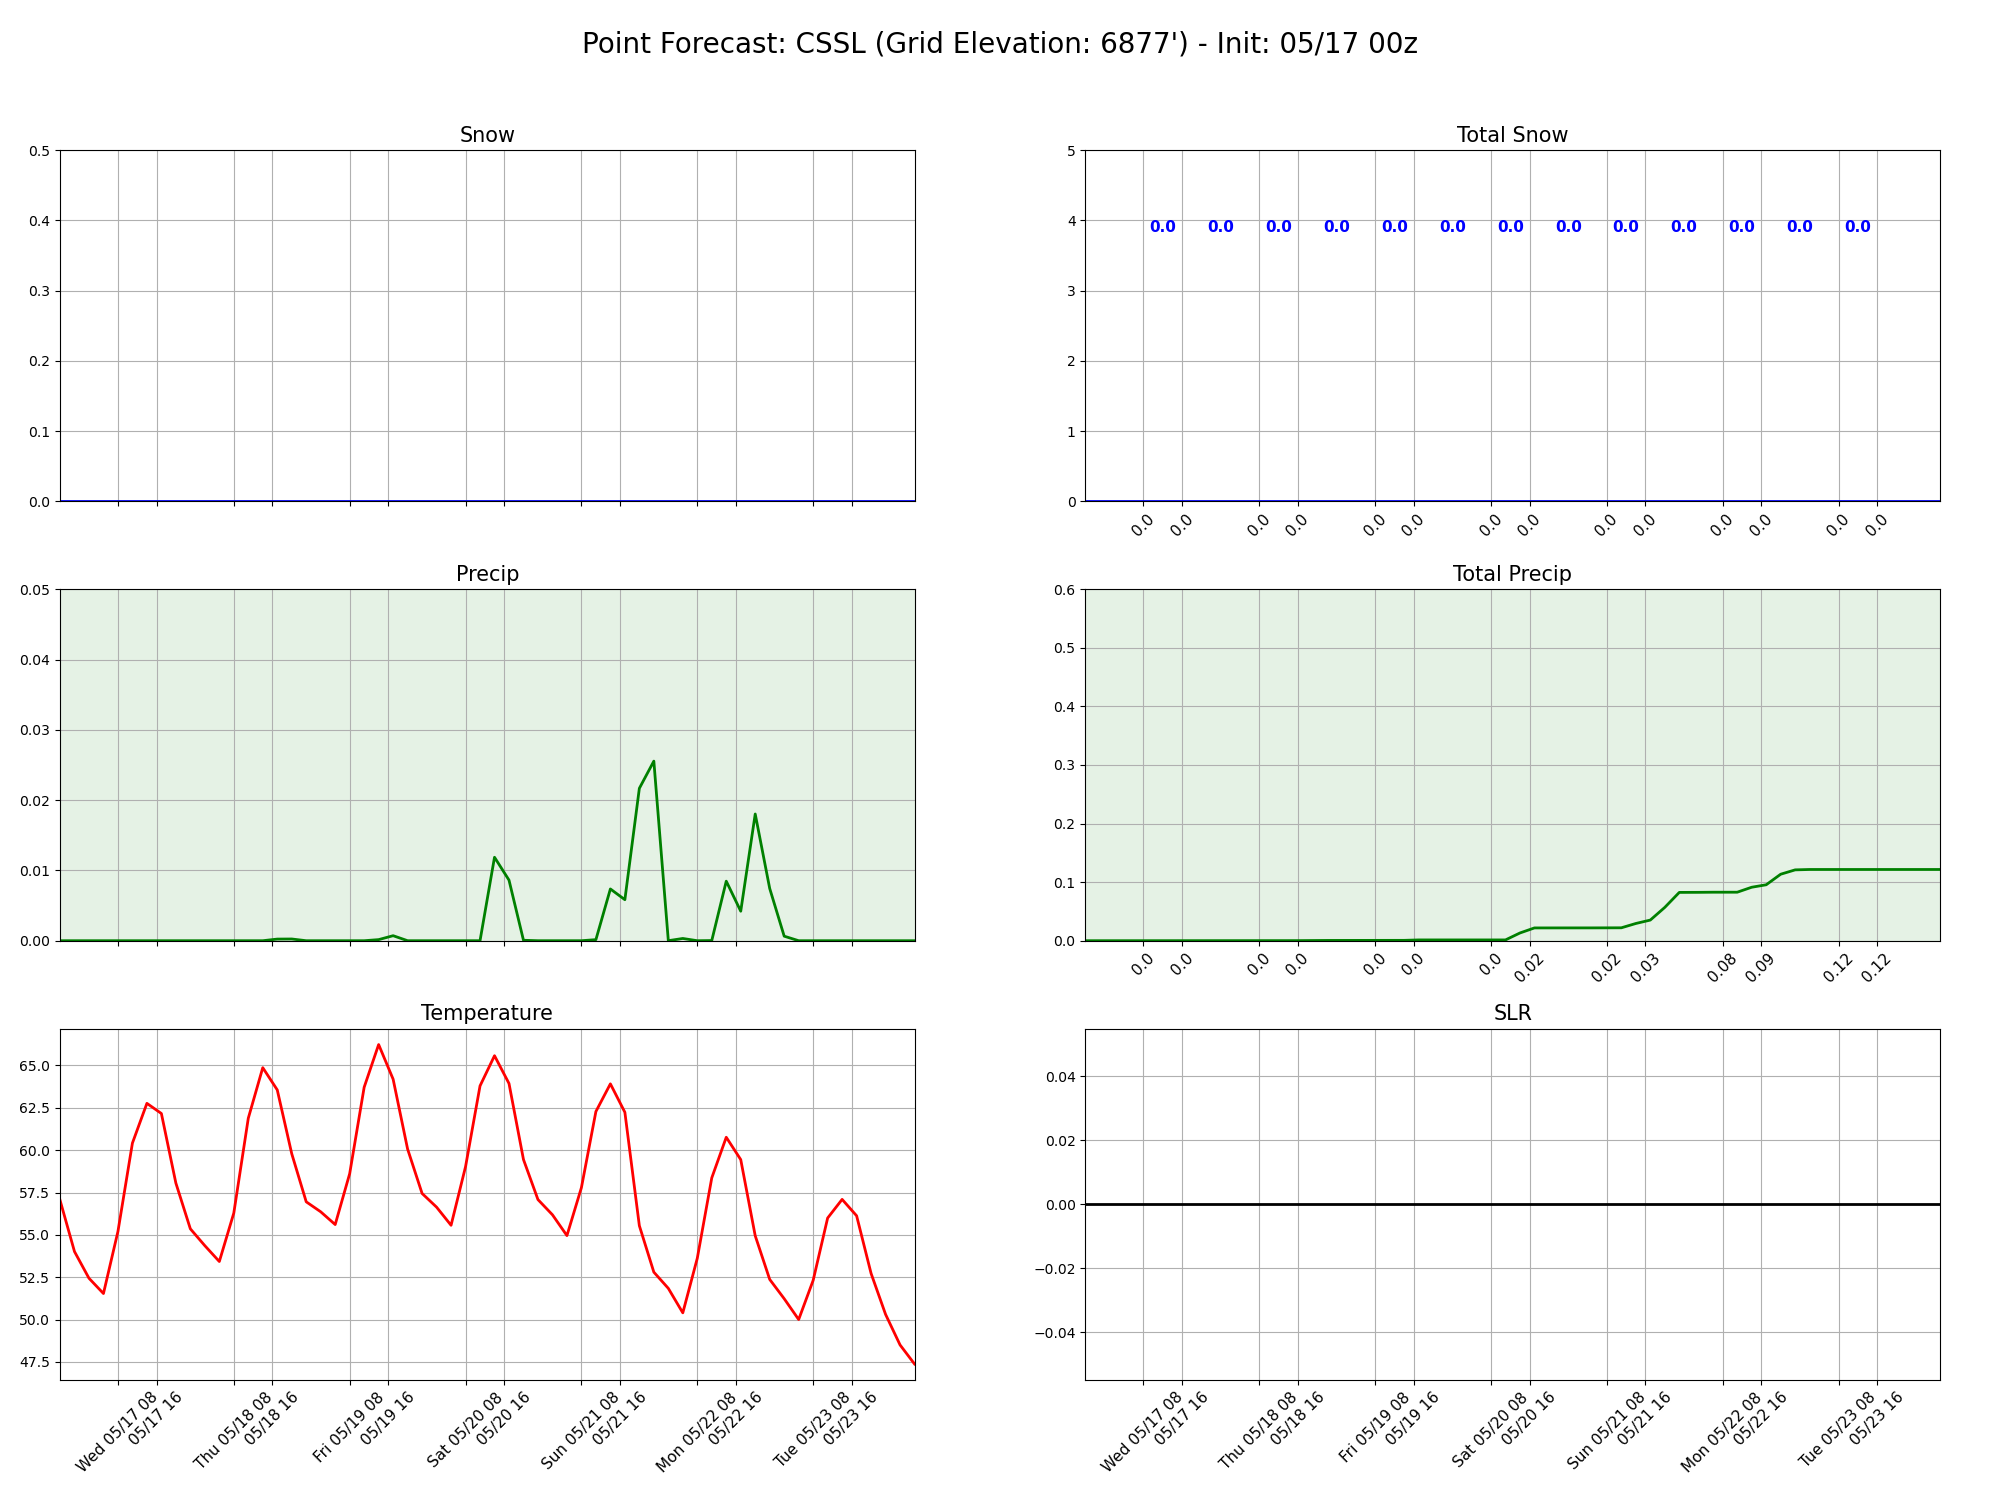 Point Forecast: CSSL (Grid Elevation: 6877') - Init: 05/17 00z
Snow
0.5
0.4
0.3
0.2
0.1
0.0
Total Snow
5
4
3
2
1
0
0.0 0.0 0.0 0.0 0.0 0.0 0.0 0.0 0.0 0.0 0.0 0.0 0.0
0.0 0.0 0.0 0.0 0.0 0.0 0.0 0.0 0.0 0.0 0.0 0.0 0.0 0.0
Precip
0.05
0.04
0.03
0.02
0.01
0.00
Total Precip
0.6
0.5
0.4
0.3
0.2
0.1
0.0
0.0 0.0 0.0 0.0 0.0 0.0 0.0 0.02 0.02 0.03 0.08 0.09 0.12 0.12
Temperature
65.0
62.5
60.0
57.5
55.0
52.5
50.0
47.5
Wed 05/17 08
05/17 16
Thu 05/18 08
05/18 16
Fri 05/19 08
05/19 16
Sat 05/20 08
05/20 16
Sun 05/21 08
05/21 16
Mon 05/22 08
05/22 16
Tue 05/23 08
05/23 16
SLR
0.04
0.02
0.00
−0.02
−0.04
Wed 05/17 08
05/17 16
Thu 05/18 08
05/18 16
Fri 05/19 08
05/19 16
Sat 05/20 08
05/20 16
Sun 05/21 08
05/21 16
Mon 05/22 08
05/22 16
Tue 05/23 08
05/23 16